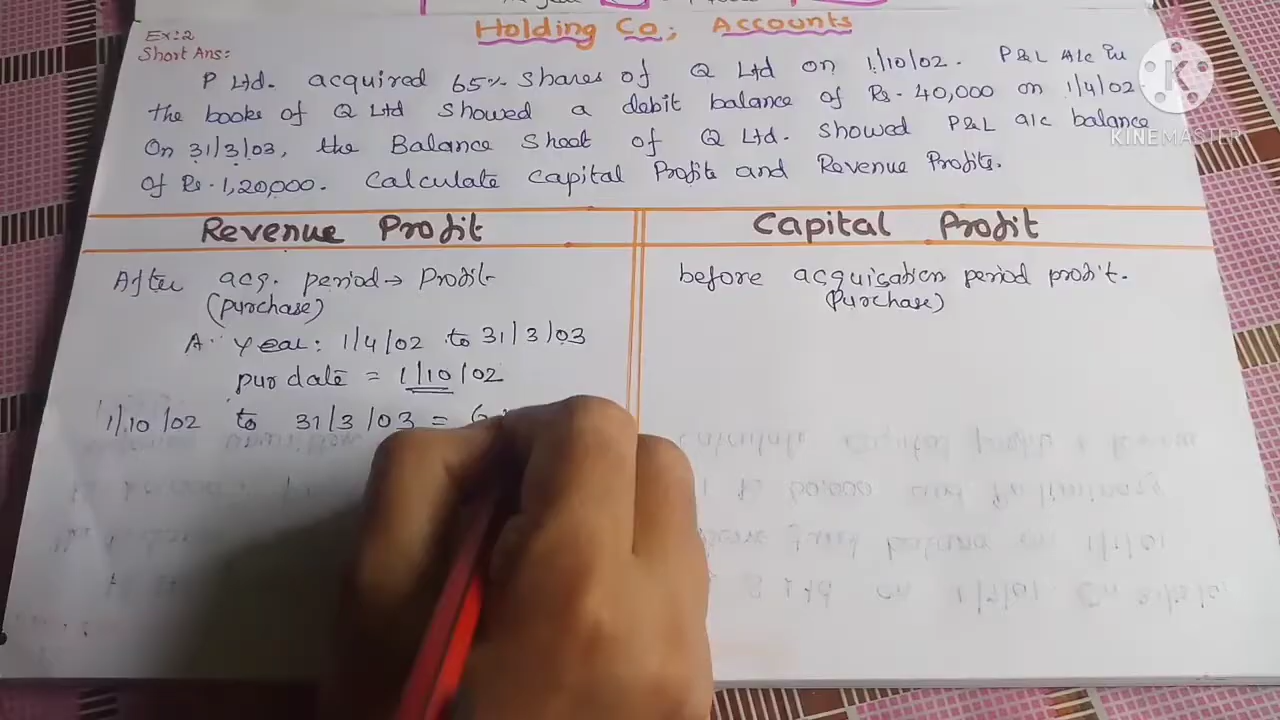 Holding Co; Accounts
Ex:2
Short Ans:
P Ltd. acquired 65% shares of Q Ltd on 1/10/02. P&L A/c in
the books of Q Ltd showed a debit balance of Rs. 40,000 on 1/4/02.
On 31/3/03, the Balance Sheet of Q Ltd. showed P&L a/c balance
of Rs. 1,20,000. Calculate Capital Profits and Revenue Profits.
Revenue Profit
Capital Profit
After acq. period → Profit
(purchase)
A. year: 1/4/02 to 31/3/03
pur date = 1/10/02
1/10/02 to 31/3/03 = 6
before acquisation period profit.
(purchase)
KINEMASTER